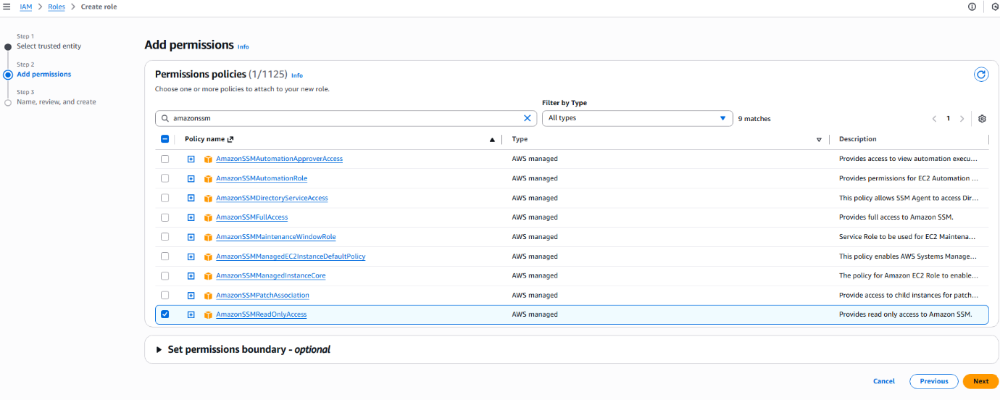 IAM > Roles > Create role
Step 1
Select trusted entity
Step 2
Add permissions
Step 3
Name, review, and create
Add permissions Info
Permissions policies (1/1125) Info
Choose one or more policies to attach to your new role.
Filter by Type
amazonssm
All types
9 matches
1
Policy name
Type
Description
AmazonSSMAutomationApproverAccess AWS managed Provides access to view automation execu...
AmazonSSMAutomationRole AWS managed Provides permissions for EC2 Automation ...
AmazonSSMDirectoryServiceAccess AWS managed This policy allows SSM Agent to access Dir...
AmazonSSMFullAccess AWS managed Provides full access to Amazon SSM.
AmazonSSMMaintenanceWindowRole AWS managed Service Role to be used for EC2 Maintena...
AmazonSSMManagedEC2InstanceDefaultPolicy AWS managed This policy enables AWS Systems Manage...
AmazonSSMManagedInstanceCore AWS managed The policy for Amazon EC2 Role to enable...
AmazonSSMPatchAssociation AWS managed Provide access to child instances for patch...
AmazonSSMReadOnlyAccess AWS managed Provides read only access to Amazon SSM.
Set permissions boundary - optional
Cancel Previous Next